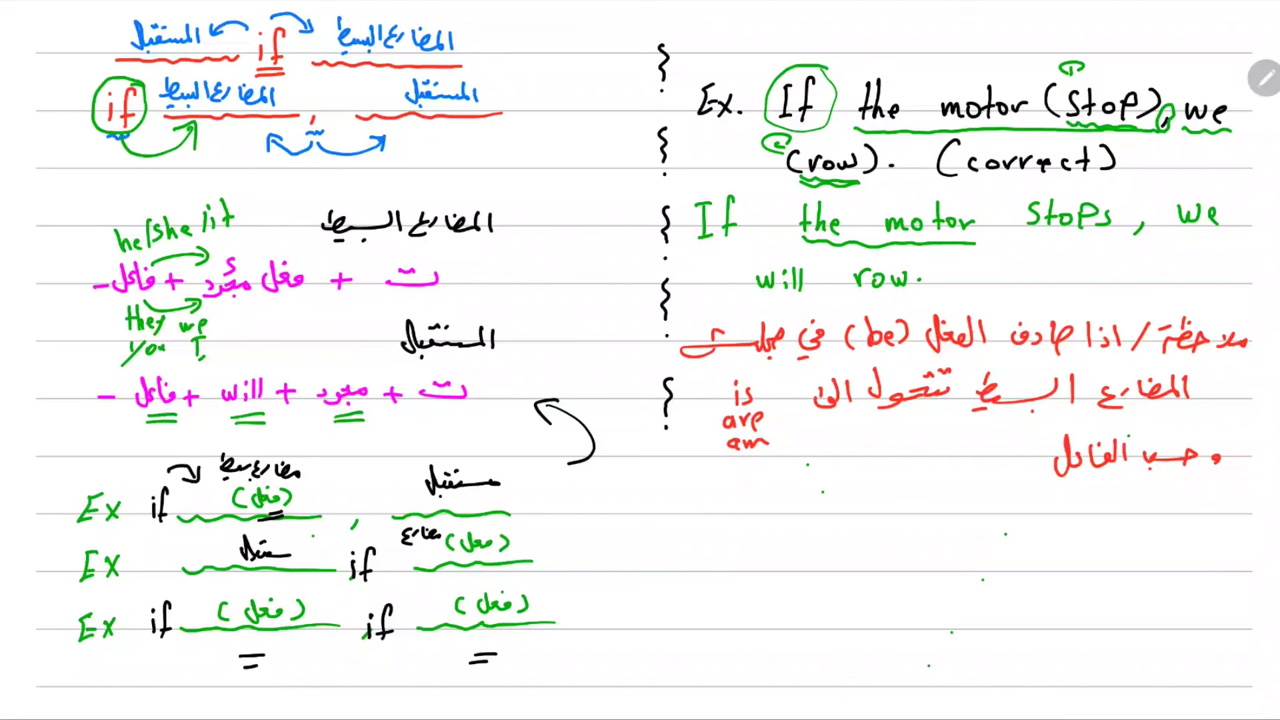 المستقبل if المضارع البسيط
if المضارع البسيط , المستقبل
المضارع البسيط
he/she/it
- فاعل + فعل مجرد + ت
they we
you I
المستقبل
- فاعل + will + مجرد + ت
مضارع بسيط مستقبل
Ex if (فعل) ,
مستقبل مضارع
Ex if (فعل)
Ex if (فعل) if (فعل)
Ex. If the motor (stop), we
(row). (correct)
If the motor stops, we
will row.
ملاحظة / اذا صادف الفعل (be) في جملة
المضارع البسيط تتحول الى is
are
am
حسب الفاعل.